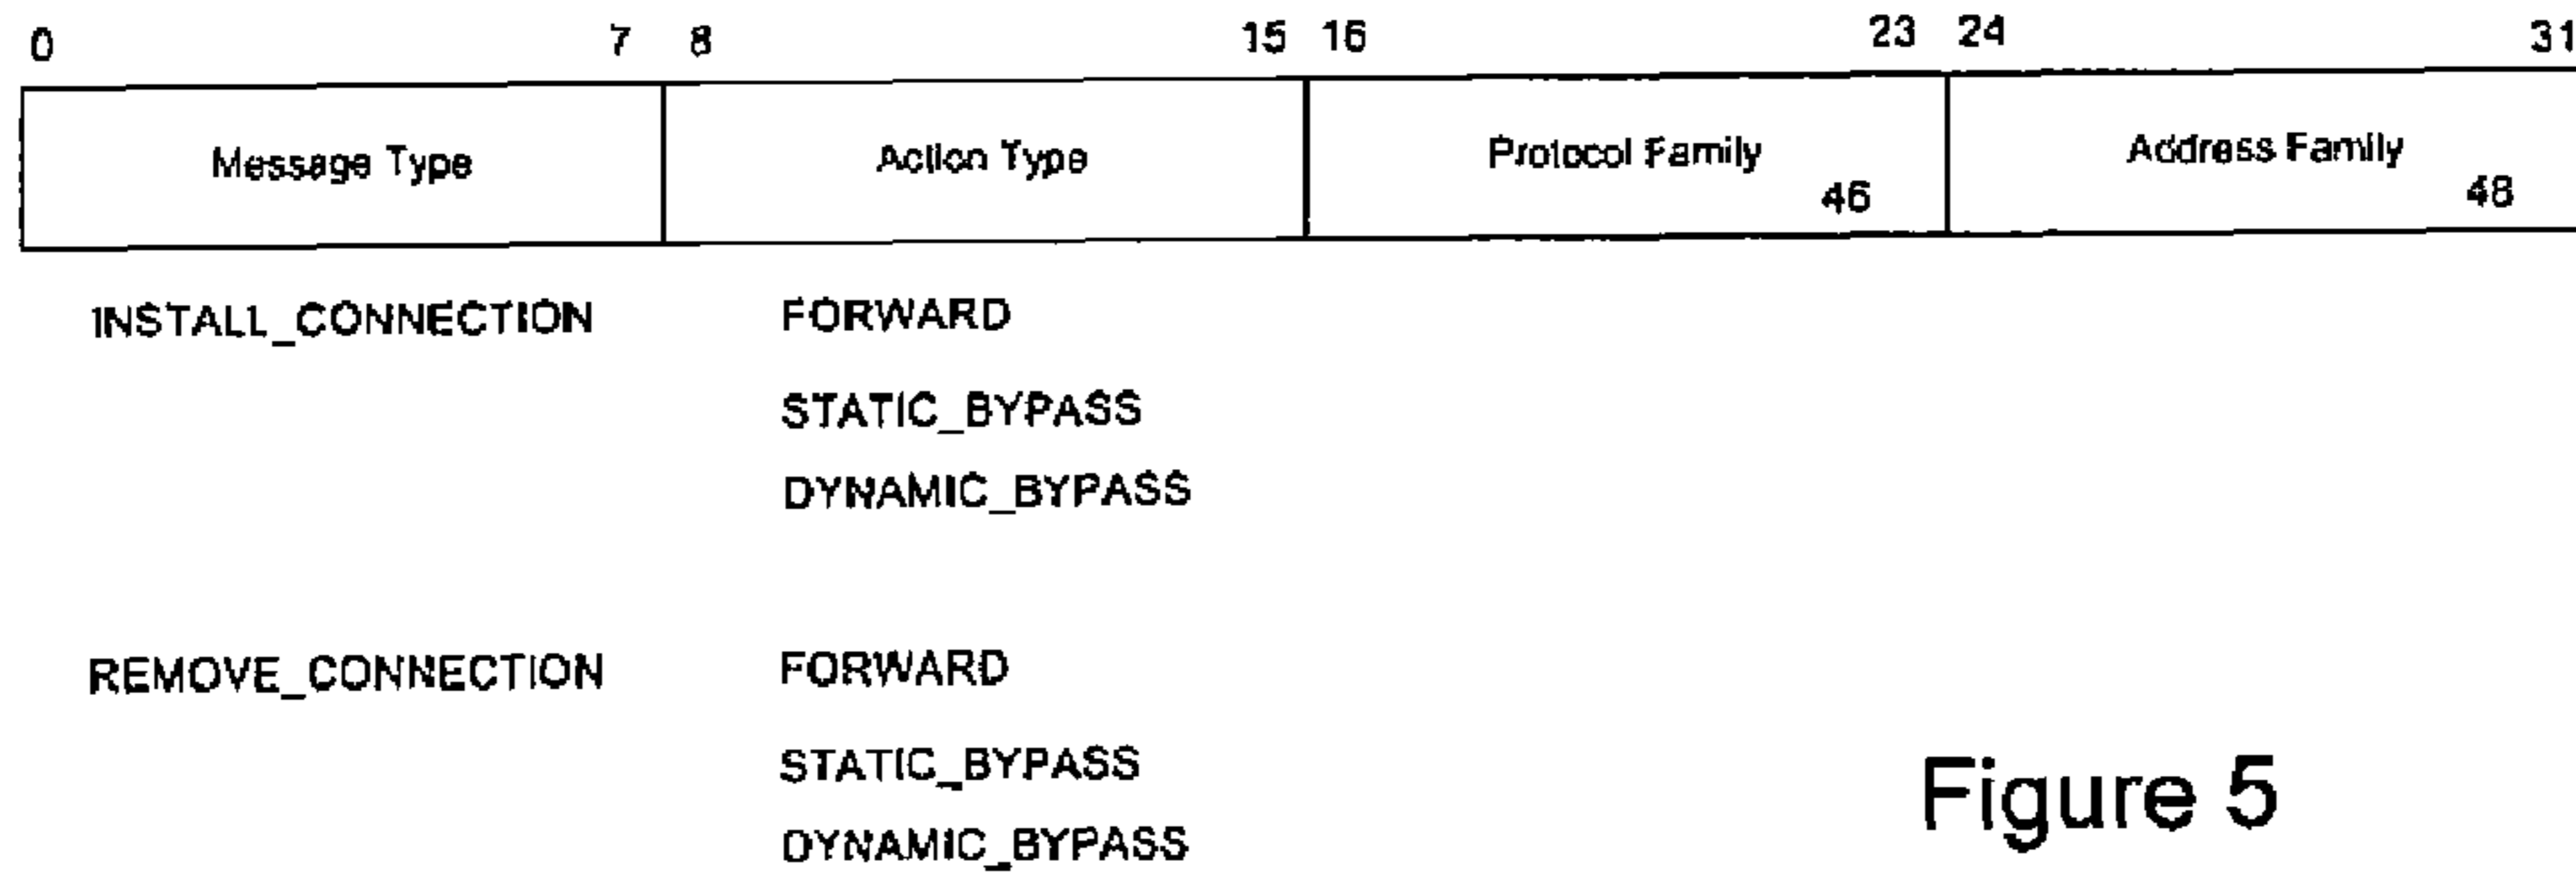 0 7 8 15 16 23 24 31
Message Type Action Type Protocol Family 46 Address Family 48
INSTALL_CONNECTION FORWARD
STATIC_BYPASS
DYNAMIC_BYPASS
REMOVE_CONNECTION FORWARD
STATIC_BYPASS
DYNAMIC_BYPASS
Figure 5